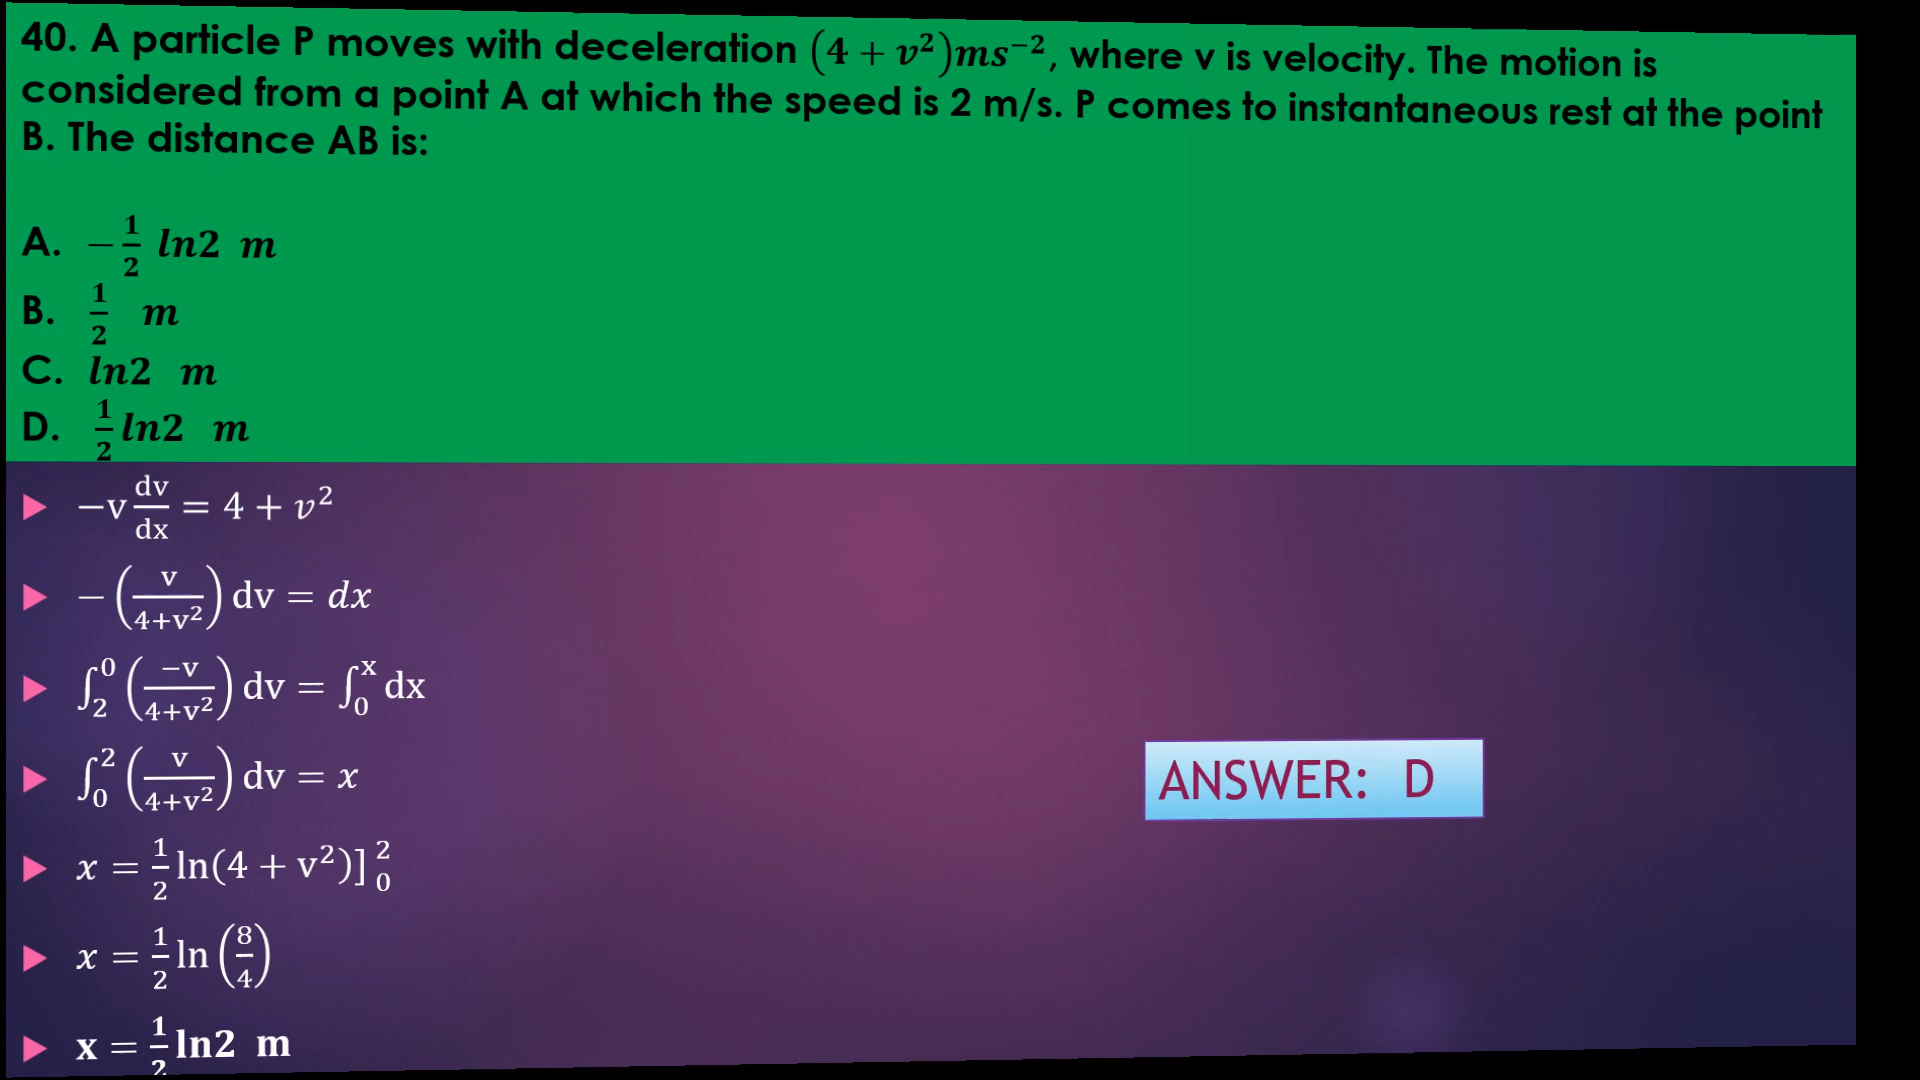 40. A particle P moves with deceleration (4 + v²)ms⁻², where v is velocity. The motion is
considered from a point A at which the speed is 2 m/s. P comes to instantaneous rest at the point
B. The distance AB is:
A. −1/2 ln2 m
B. 1/2 m
C. ln2 m
D. 1/2 ln2 m
−v dv/dx = 4 + v²
−(v/(4+v²)) dv = dx
∫₂⁰ (−v/(4+v²)) dv = ∫₀ˣ dx
∫₀² (v/(4+v²)) dv = x
ANSWER: D
x = 1/2 ln(4 + v²)]₀²
x = 1/2 ln(8/4)
x = 1/2 ln2 m